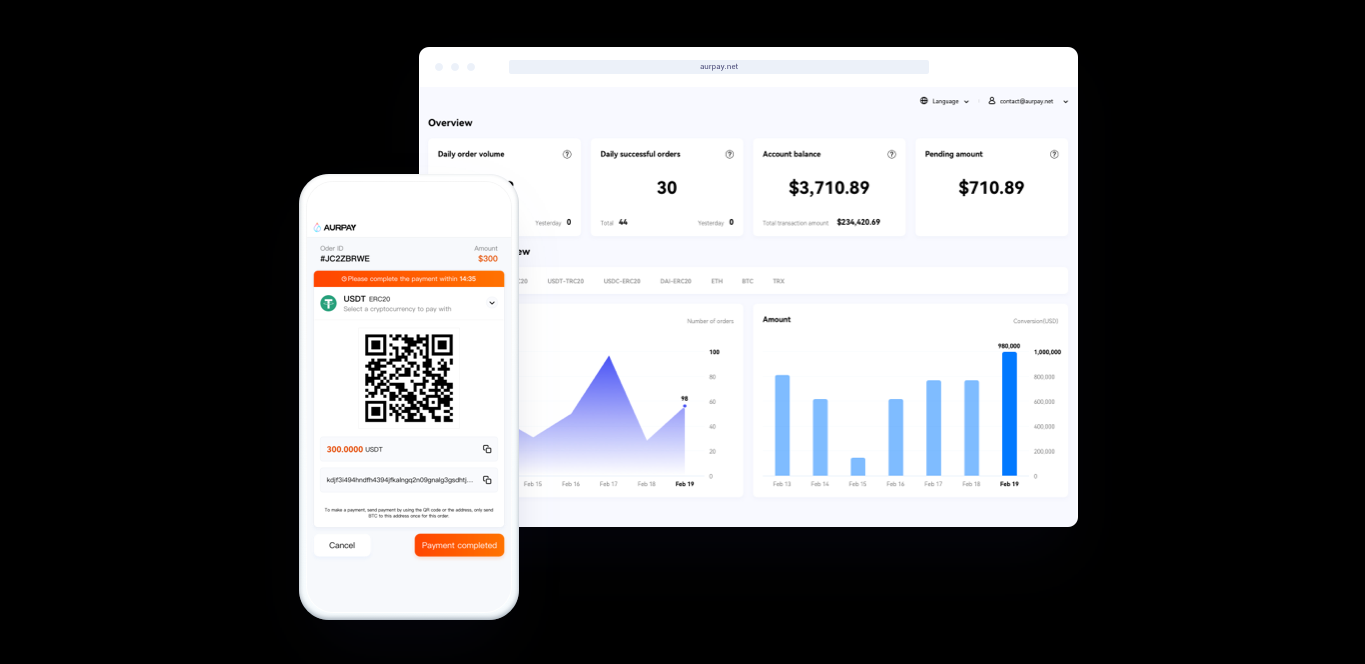 aurpay.net
Language
contact@aurpay.net
Overview
Daily order volume
Yesterday 0
Daily successful orders
30
Total 44
Yesterday 0
Account balance
$3,710.89
Total transaction amount $234,420.69
Pending amount
$710.89
USDT-TRC20 USDC-ERC20 DAI-ERC20 ETH BTC TRX
Number of orders
100
98
80
60
40
20
0
Feb 15 Feb 16 Feb 17 Feb 18 Feb 19
Amount
Conversion(USD)
980,000
1,000,000
800,000
600,000
400,000
200,000
0
Feb 13 Feb 14 Feb 15 Feb 16 Feb 17 Feb 18 Feb 19
AURPAY
Oder ID
Amount
#JC2ZBRWE
$300
Please complete the payment within 14:35
USDT ERC20
Select a cryptocurrency to pay with
300.0000 USDT
kdjf3i494hndfh4394jfkalngq2n09gnalg3gsdhtj...
To make a payment, send payment by using the QR code or the address, only send
BTC to this address once for this order.
Cancel
Payment completed